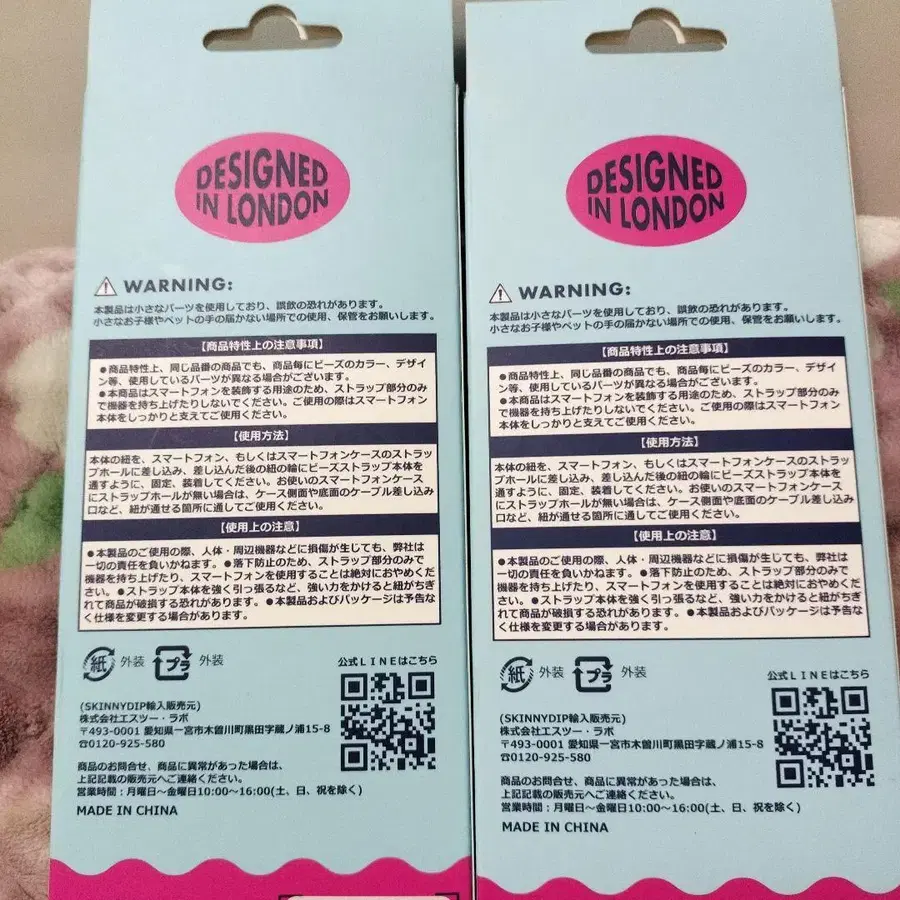 DESIGNED
IN LONDON
WARNING:
本製品は小さなパーツを使用しており、誤飲の恐れがあります。
小さなお子様やペットの手の届かない場所での使用、保管をお願いします。
【商品特性上の注意事項】
●商品特性上、同じ品番の商品でも、商品毎にビーズのカラー、デザイ
ン等、使用しているパーツが異なる場合がございます。
●本商品はスマートフォンを装飾する用途のため、ストラップ部分のみ
で機器を持ち上げたりしないでください。ご使用の際はスマートフォン
本体をしっかりと支えてご使用ください。
【使用方法】
本体の紐を、スマートフォン、もしくはスマートフォンケースのストラッ
プホールに差し込み、差し込んだ後の紐の輪にビーズストラップ本体を
通すように、固定、装着してください。お使いのスマートフォンケース
にストラップホールが無い場合は、ケース側面や底面のケーブル差し込み
口など、紐が通せる箇所に通してご使用ください。
【使用上の注意】
●本製品のご使用の際、人体・周辺機器などに損傷が生じても、弊社は
一切の責任を負いかねます。●落下防止のため、ストラップ部分のみで
機器を持ち上げたり、スマートフォンを使用することは絶対におやめくだ
さい。●ストラップ本体を強く引っ張るなど、強い力をかけると紐がちぎ
れて商品が破損する恐れがあります。●本製品およびパッケージは予告な
く仕様を変更する場合があります。
紙 外装 プラ 外装
公式LINEはこちら
(SKINNYDIP輸入販売元)
株式会社エスツー・ラボ
〒493-0001 愛知県一宮市木曽川町黒田字蔵ノ浦15-8
☎0120-925-580
商品のお問合せ、商品に異常があった場合は、
上記記載の販売元へご連絡ください。
営業時間：月曜日〜金曜日10:00〜16:00(土、日、祝を除く)
MADE IN CHINA
DESIGNED
IN LONDON
WARNING:
本製品は小さなパーツを使用しており、誤飲の恐れがあります。
小さなお子様やペットの手の届かない場所での使用、保管をお願いします。
【商品特性上の注意事項】
●商品特性上、同じ品番の商品でも、商品毎にビーズのカラー、デザイ
ン等、使用しているパーツが異なる場合がございます。
●本商品はスマートフォンを装飾する用途のため、ストラップ部分のみ
で機器を持ち上げたりしないでください。ご使用の際はスマートフォン
本体をしっかりと支えてご使用ください。
【使用方法】
本体の紐を、スマートフォン、もしくはスマートフォンケースのストラッ
プホールに差し込み、差し込んだ後の紐の輪にビーズストラップ本体を
通すように、固定、装着してください。お使いのスマートフォンケース
にストラップホールが無い場合は、ケース側面や底面のケーブル差し込み
口など、紐が通せる箇所に通してご使用ください。
【使用上の注意】
●本製品のご使用の際、人体・周辺機器などに損傷が生じても、弊社は
一切の責任を負いかねます。●落下防止のため、ストラップ部分のみで
機器を持ち上げたり、スマートフォンを使用することは絶対におやめくだ
さい。●ストラップ本体を強く引っ張るなど、強い力をかけると紐がちぎ
れて商品が破損する恐れがあります。●本製品およびパッケージは予告な
く仕様を変更する場合があります。
紙 外装 プラ 外装
公式LINEはこちら
(SKINNYDIP輸入販売元)
株式会社エスツー・ラボ
〒493-0001 愛知県一宮市木曽川町黒田字蔵ノ浦15-8
☎0120-925-580
商品のお問合せ、商品に異常があった場合は、
上記記載の販売元へご連絡ください。
営業時間：月曜日〜金曜日10:00〜16:00(土、日、祝を除く)
MADE IN CHINA